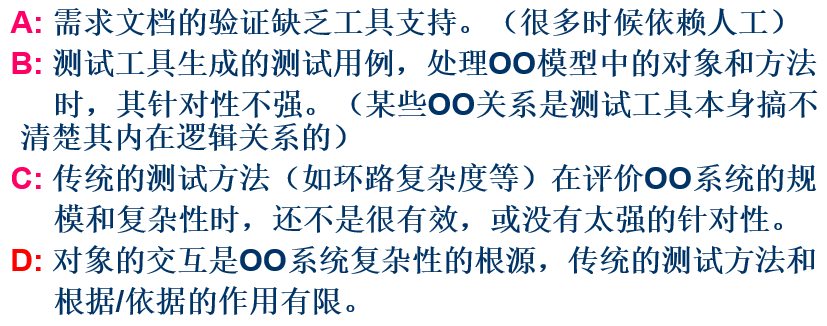 A: 需求文档的验证缺乏工具支持。（很多时候依赖人工）
B: 测试工具生成的测试用例，处理OO模型中的对象和方法
时，其针对性不强。（某些OO关系是测试工具本身搞不
清楚其内在逻辑关系的）
C: 传统的测试方法（如环路复杂度等）在评价OO系统的规
模和复杂性时，还不是很有效，或没有太强的针对性。
D: 对象的交互是OO系统复杂性的根源，传统的测试方法和
根据/依据的作用有限。